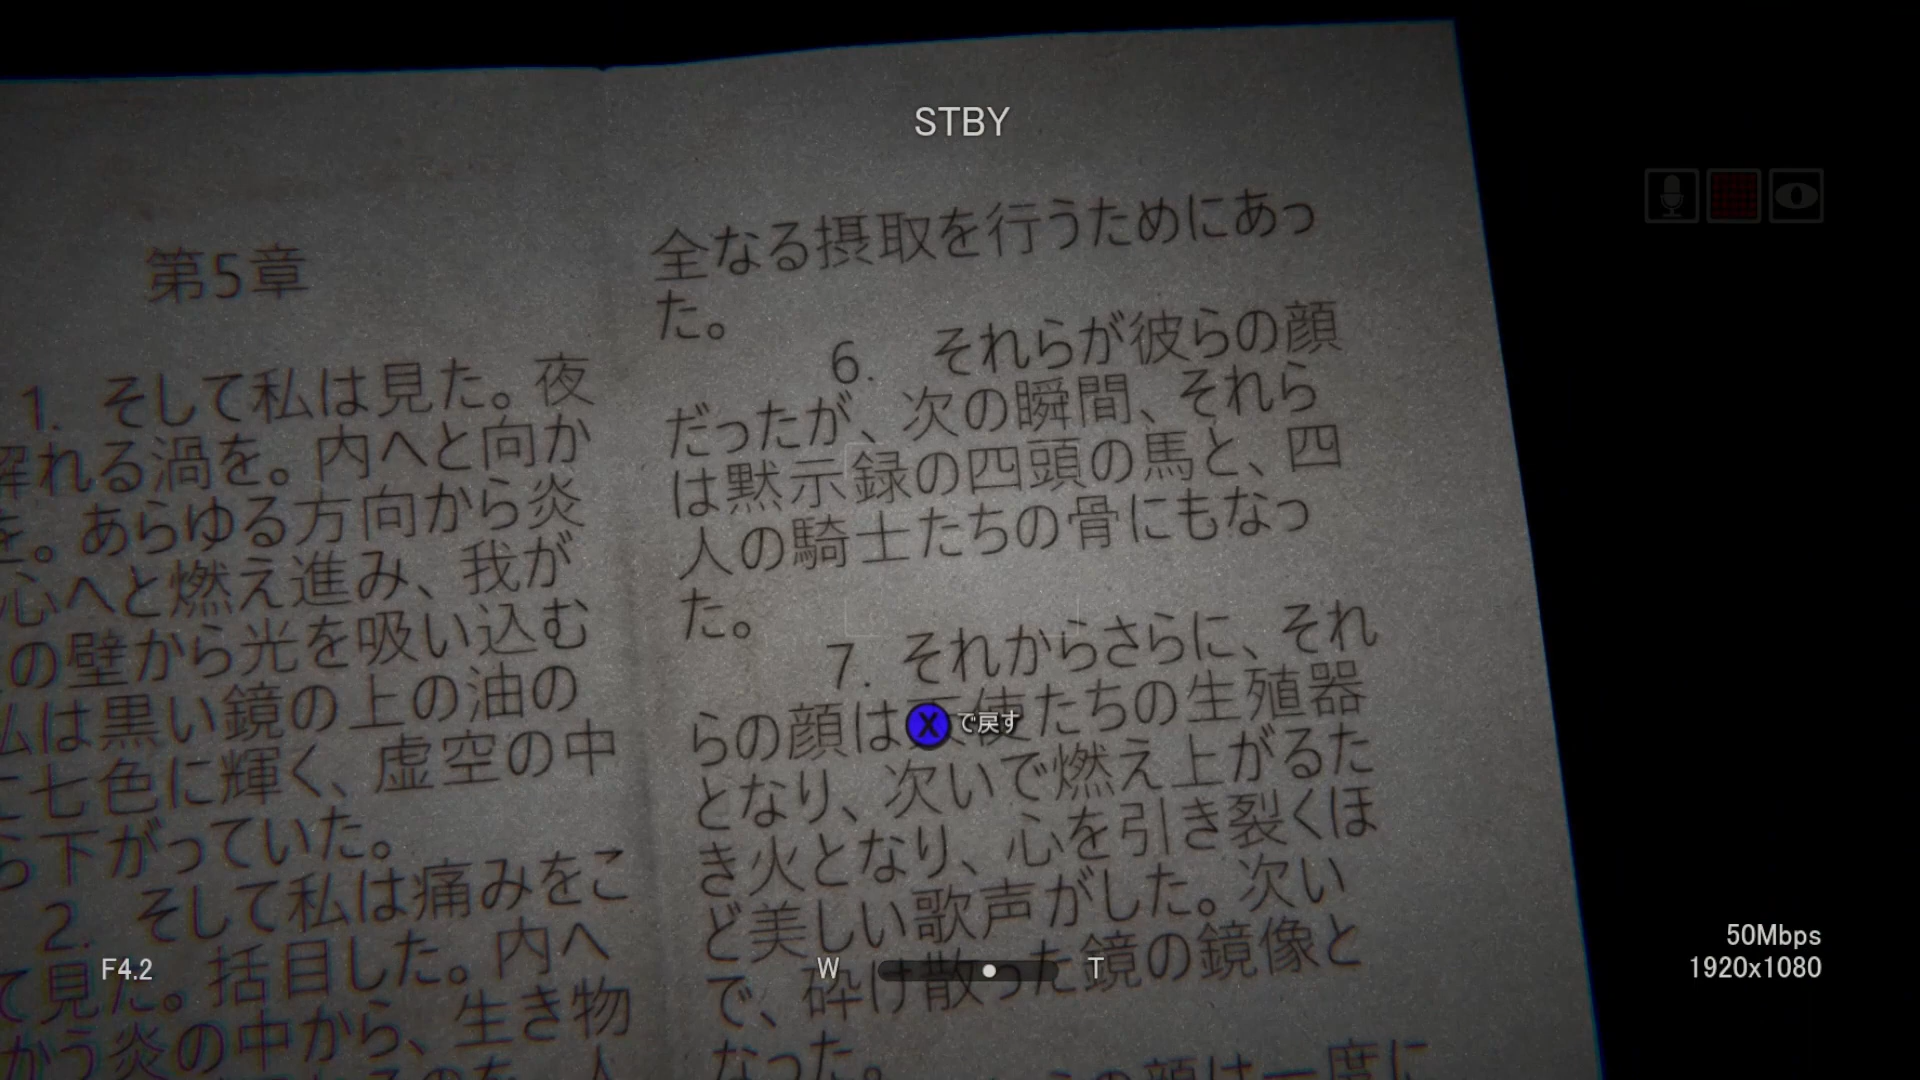 STBY
第5章
1. そして私は見た。夜
解れる渦を。内へと向か
を。あらゆる方向から炎
心へと燃え進み、我が
の壁から光を吸い込む
私は黒い鏡の上の油の
に七色に輝く、虚空の中
ら下がっていた。
2. そして私は痛みをこ
て見た。括目した。内へ
かう炎の中から、生き物
全なる摂取を行うためにあっ
た。
6. それらが彼らの顔
だったが、次の瞬間、それら
は黙示録の四頭の馬と、四
人の騎士たちの骨にもなっ
た。
7. それからさらに、それ
らの顔は天使たちの生殖器
となり、次いで燃え上がるた
き火となり、心を引き裂くほ
ど美しい歌声がした。次い
で、砕け散った鏡の鏡像と
なった。
の顔は一度に
X で戻す
F4.2
W T
50Mbps
1920x1080